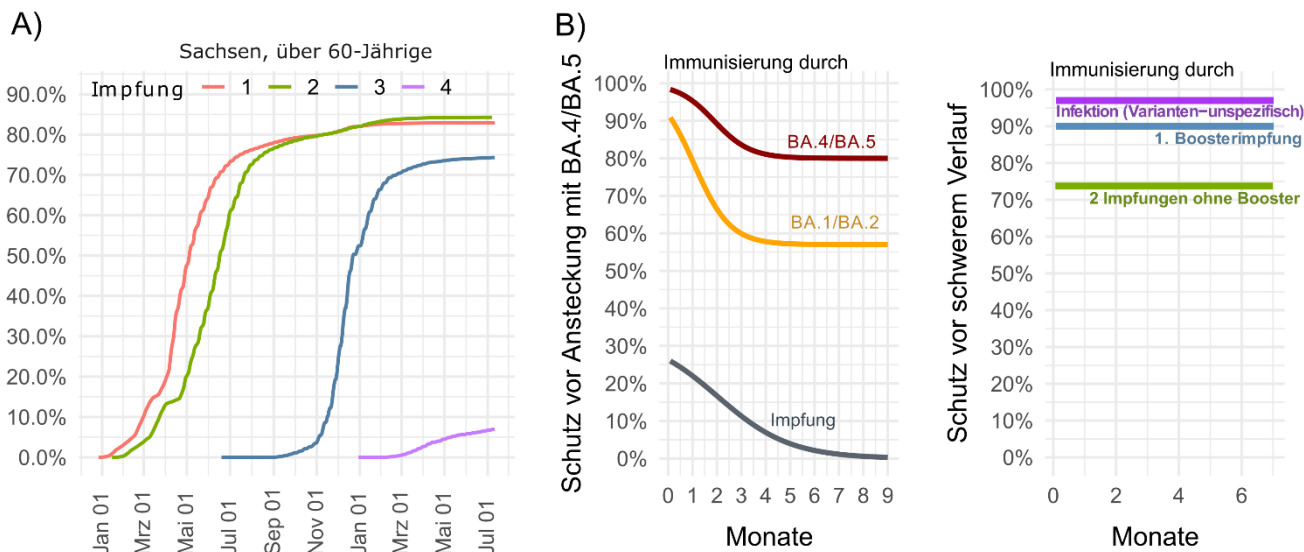 A)
Sachsen, über 60-Jährige
Impfung 1 2 3 4
90.0%
80.0%
70.0%
60.0%
50.0%
40.0%
30.0%
20.0%
10.0%
0.0%
Jan 01
Mrz 01
Mai 01
Jul 01
Sep 01
Nov 01
Jan 01
Mrz 01
Mai 01
Jul 01
B)
Immunisierung durch
Schutz vor Ansteckung mit BA.4/BA.5
100%
90%
80%
70%
60%
50%
40%
30%
20%
10%
0%
BA.4/BA.5
BA.1/BA.2
Impfung
0 1 2 3 4 5 6 7 8 9
Monate
Immunisierung durch
Schutz vor schwerem Verlauf
100%
90%
80%
70%
60%
50%
40%
30%
20%
10%
0%
Infektion (Varianten−unspezifisch)
1. Boosterimpfung
2 Impfungen ohne Booster
0 2 4 6
Monate